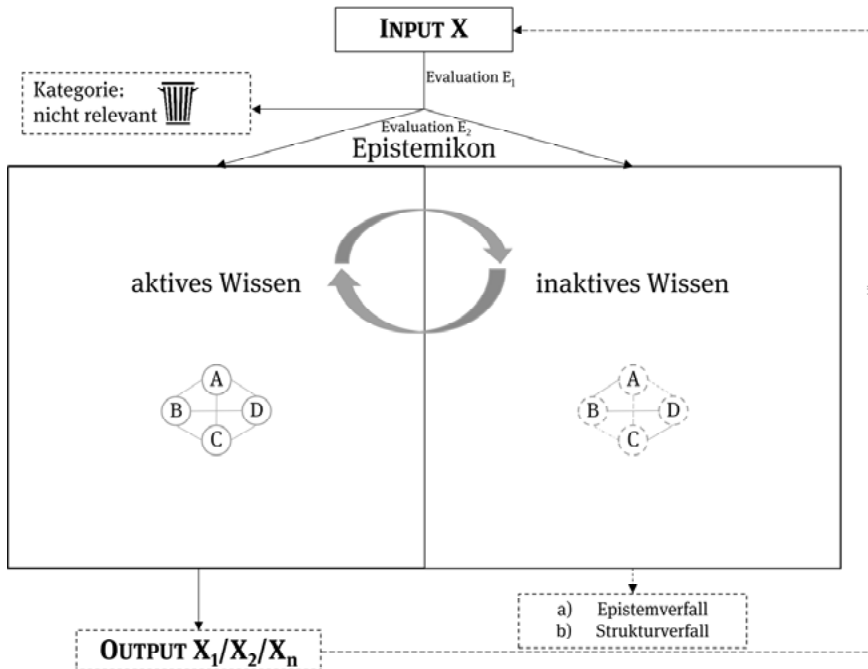 INPUT X
Evaluation E₁
Kategorie:
nicht relevant
Evaluation E₂
Epistemikon
aktives Wissen
inaktives Wissen
A
B
D
C
A
B
D
C
a) Epistemverfall
b) Strukturverfall
OUTPUT X₁/X₂/Xₙ